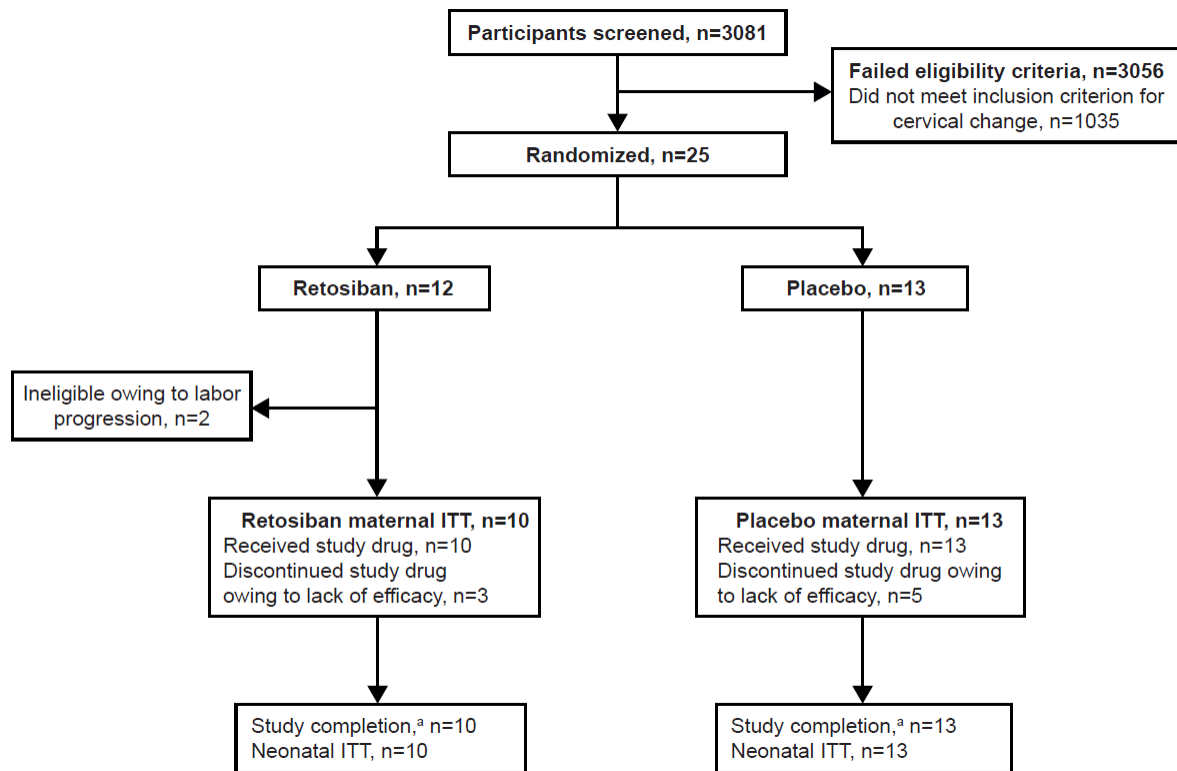 Participants screened, n=3081
Failed eligibility criteria, n=3056
Did not meet inclusion criterion for
cervical change, n=1035
Randomized, n=25
Retosiban, n=12
Placebo, n=13
Ineligible owing to labor
progression, n=2
Retosiban maternal ITT, n=10
Received study drug, n=10
Discontinued study drug
owing to lack of efficacy, n=3
Placebo maternal ITT, n=13
Received study drug, n=13
Discontinued study drug owing
to lack of efficacy, n=5
Study completion,ᵃ n=10
Neonatal ITT, n=10
Study completion,ᵃ n=13
Neonatal ITT, n=13